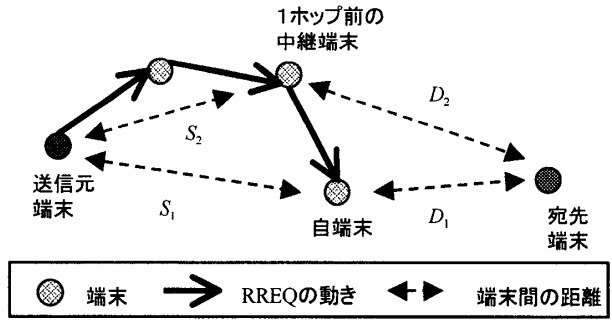 1ホップ前の
中継端末
D2
S2
送信元
端末
S1
自端末
D1
宛先
端末
端末
RREQの動き
端末間の距離